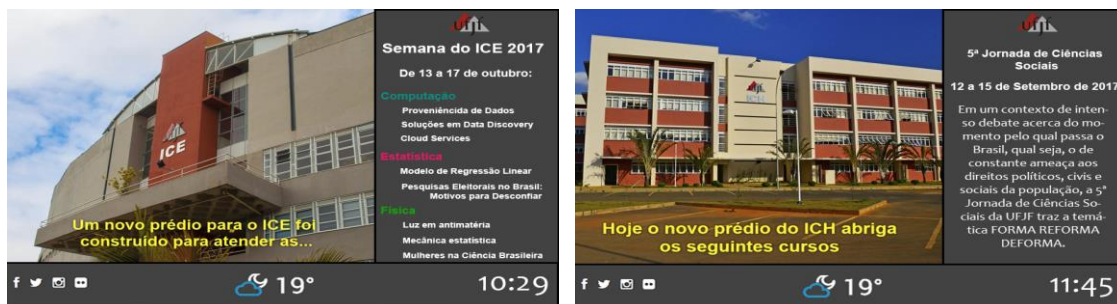 ufjf
Semana do ICE 2017
De 13 a 17 de outubro:
Computação
Proveniência de Dados
Soluções em Data Discovery
Cloud Services
Estatística
Modelo de Regressão Linear
Pesquisas Eleitorais no Brasil:
Motivos para Desconfiar
Física
Luz em antimatéria
Mecânica estatística
Mulheres na Ciência Brasileira
ICE
Um novo prédio para o ICE foi
construído para atender as...
19°
10:29
ufjf
5ª Jornada de Ciências
Sociais
12 a 15 de Setembro de 2017
Em um contexto de inten-
so debate acerca do mo-
mento pelo qual passa o
Brasil, qual seja, o de
constante ameaça aos
direitos políticos, civis e
sociais da população, a 5ª
Jornada de Ciências So-
ciais da UFJF traz a temá-
tica FORMA REFORMA
DEFORMA.
ICH
Hoje o novo prédio do ICH abriga
os seguintes cursos
19°
11:45